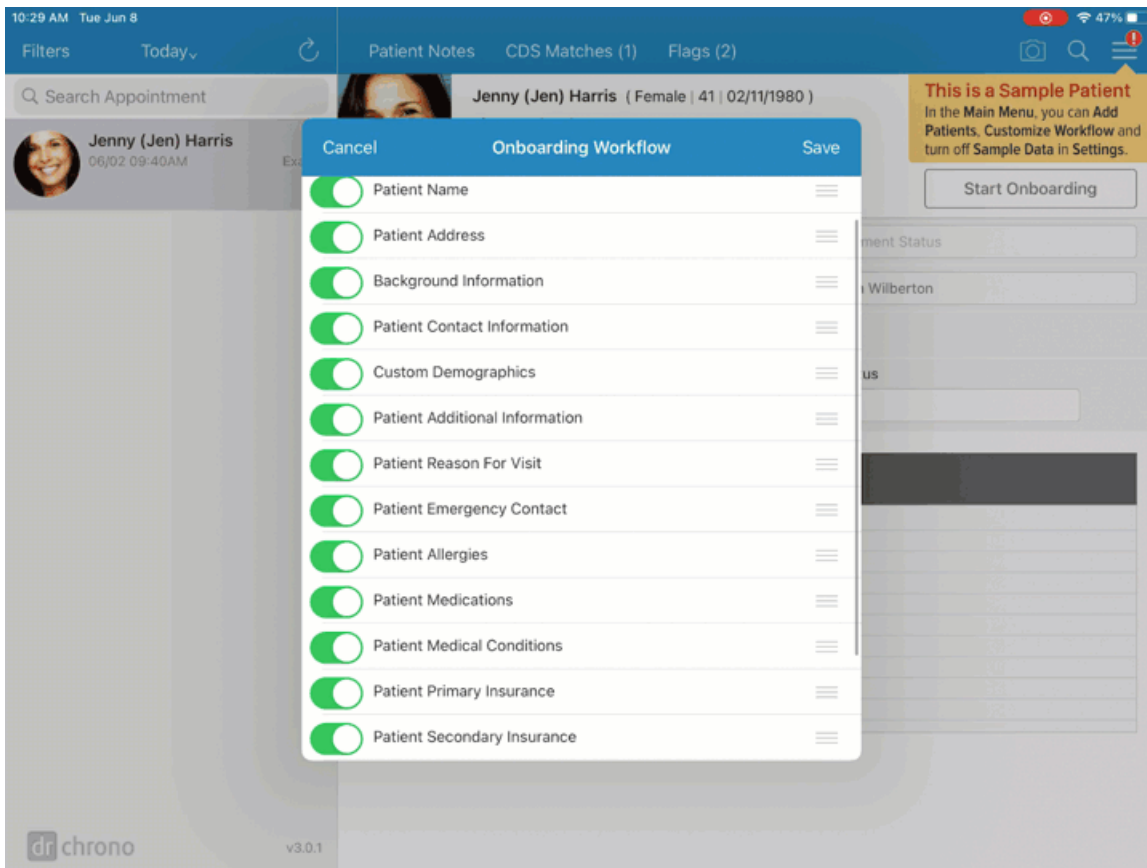 10:29 AM Tue Jun 8
47%
Filters
Today
Patient Notes
CDS Matches (1)
Flags (2)
Search Appointment
Jenny (Jen) Harris ( Female | 41 | 02/11/1980 )
This is a Sample Patient
In the Main Menu, you can Add
Patients, Customize Workflow and
turn off Sample Data in Settings.
Jenny (Jen) Harris
06/02 09:40AM
Start Onboarding
Cancel
Onboarding Workflow
Save
Patient Name
Patient Address
Background Information
Patient Contact Information
Custom Demographics
Patient Additional Information
Patient Reason For Visit
Patient Emergency Contact
Patient Allergies
Patient Medications
Patient Medical Conditions
Patient Primary Insurance
Patient Secondary Insurance
Status
Wilberton
drchrono
v3.0.1